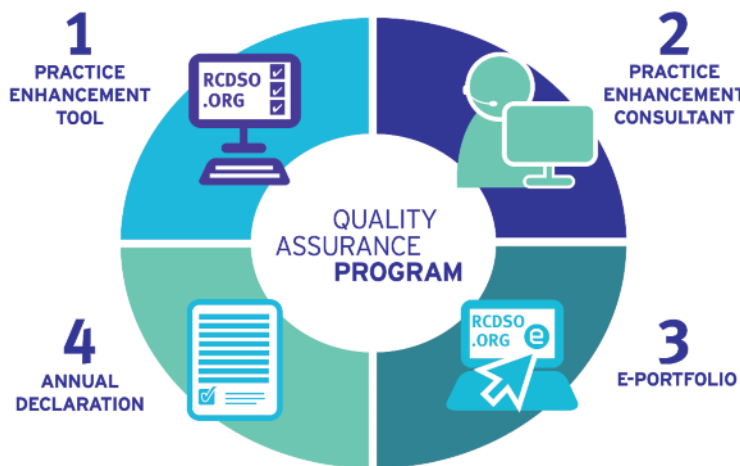 1
PRACTICE
ENHANCEMENT
TOOL
RCDSO
.ORG
2
PRACTICE
ENHANCEMENT
CONSULTANT
QUALITY
ASSURANCE
PROGRAM
4
ANNUAL
DECLARATION
RCDSO
.ORG
e
3
E-PORTFOLIO